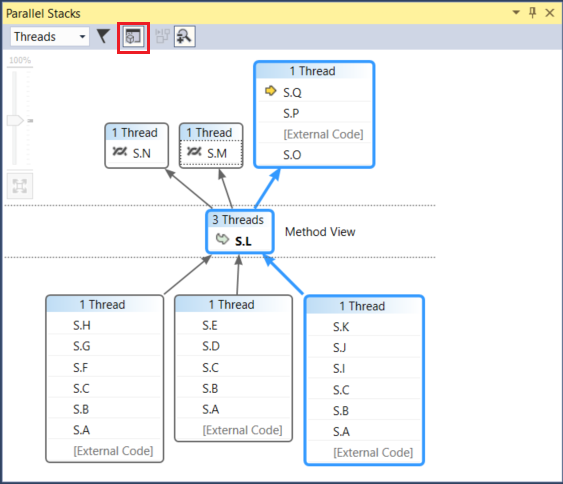 Parallel Stacks
Threads
100%
1 Thread
S.Q
S.P
[External Code]
S.O
1 Thread
S.N
1 Thread
S.M
3 Threads
S.L
Method View
1 Thread
S.H
S.G
S.F
S.C
S.B
S.A
[External Code]
1 Thread
S.E
S.D
S.C
S.B
S.A
[External Code]
1 Thread
S.K
S.J
S.I
S.C
S.B
S.A
[External Code]